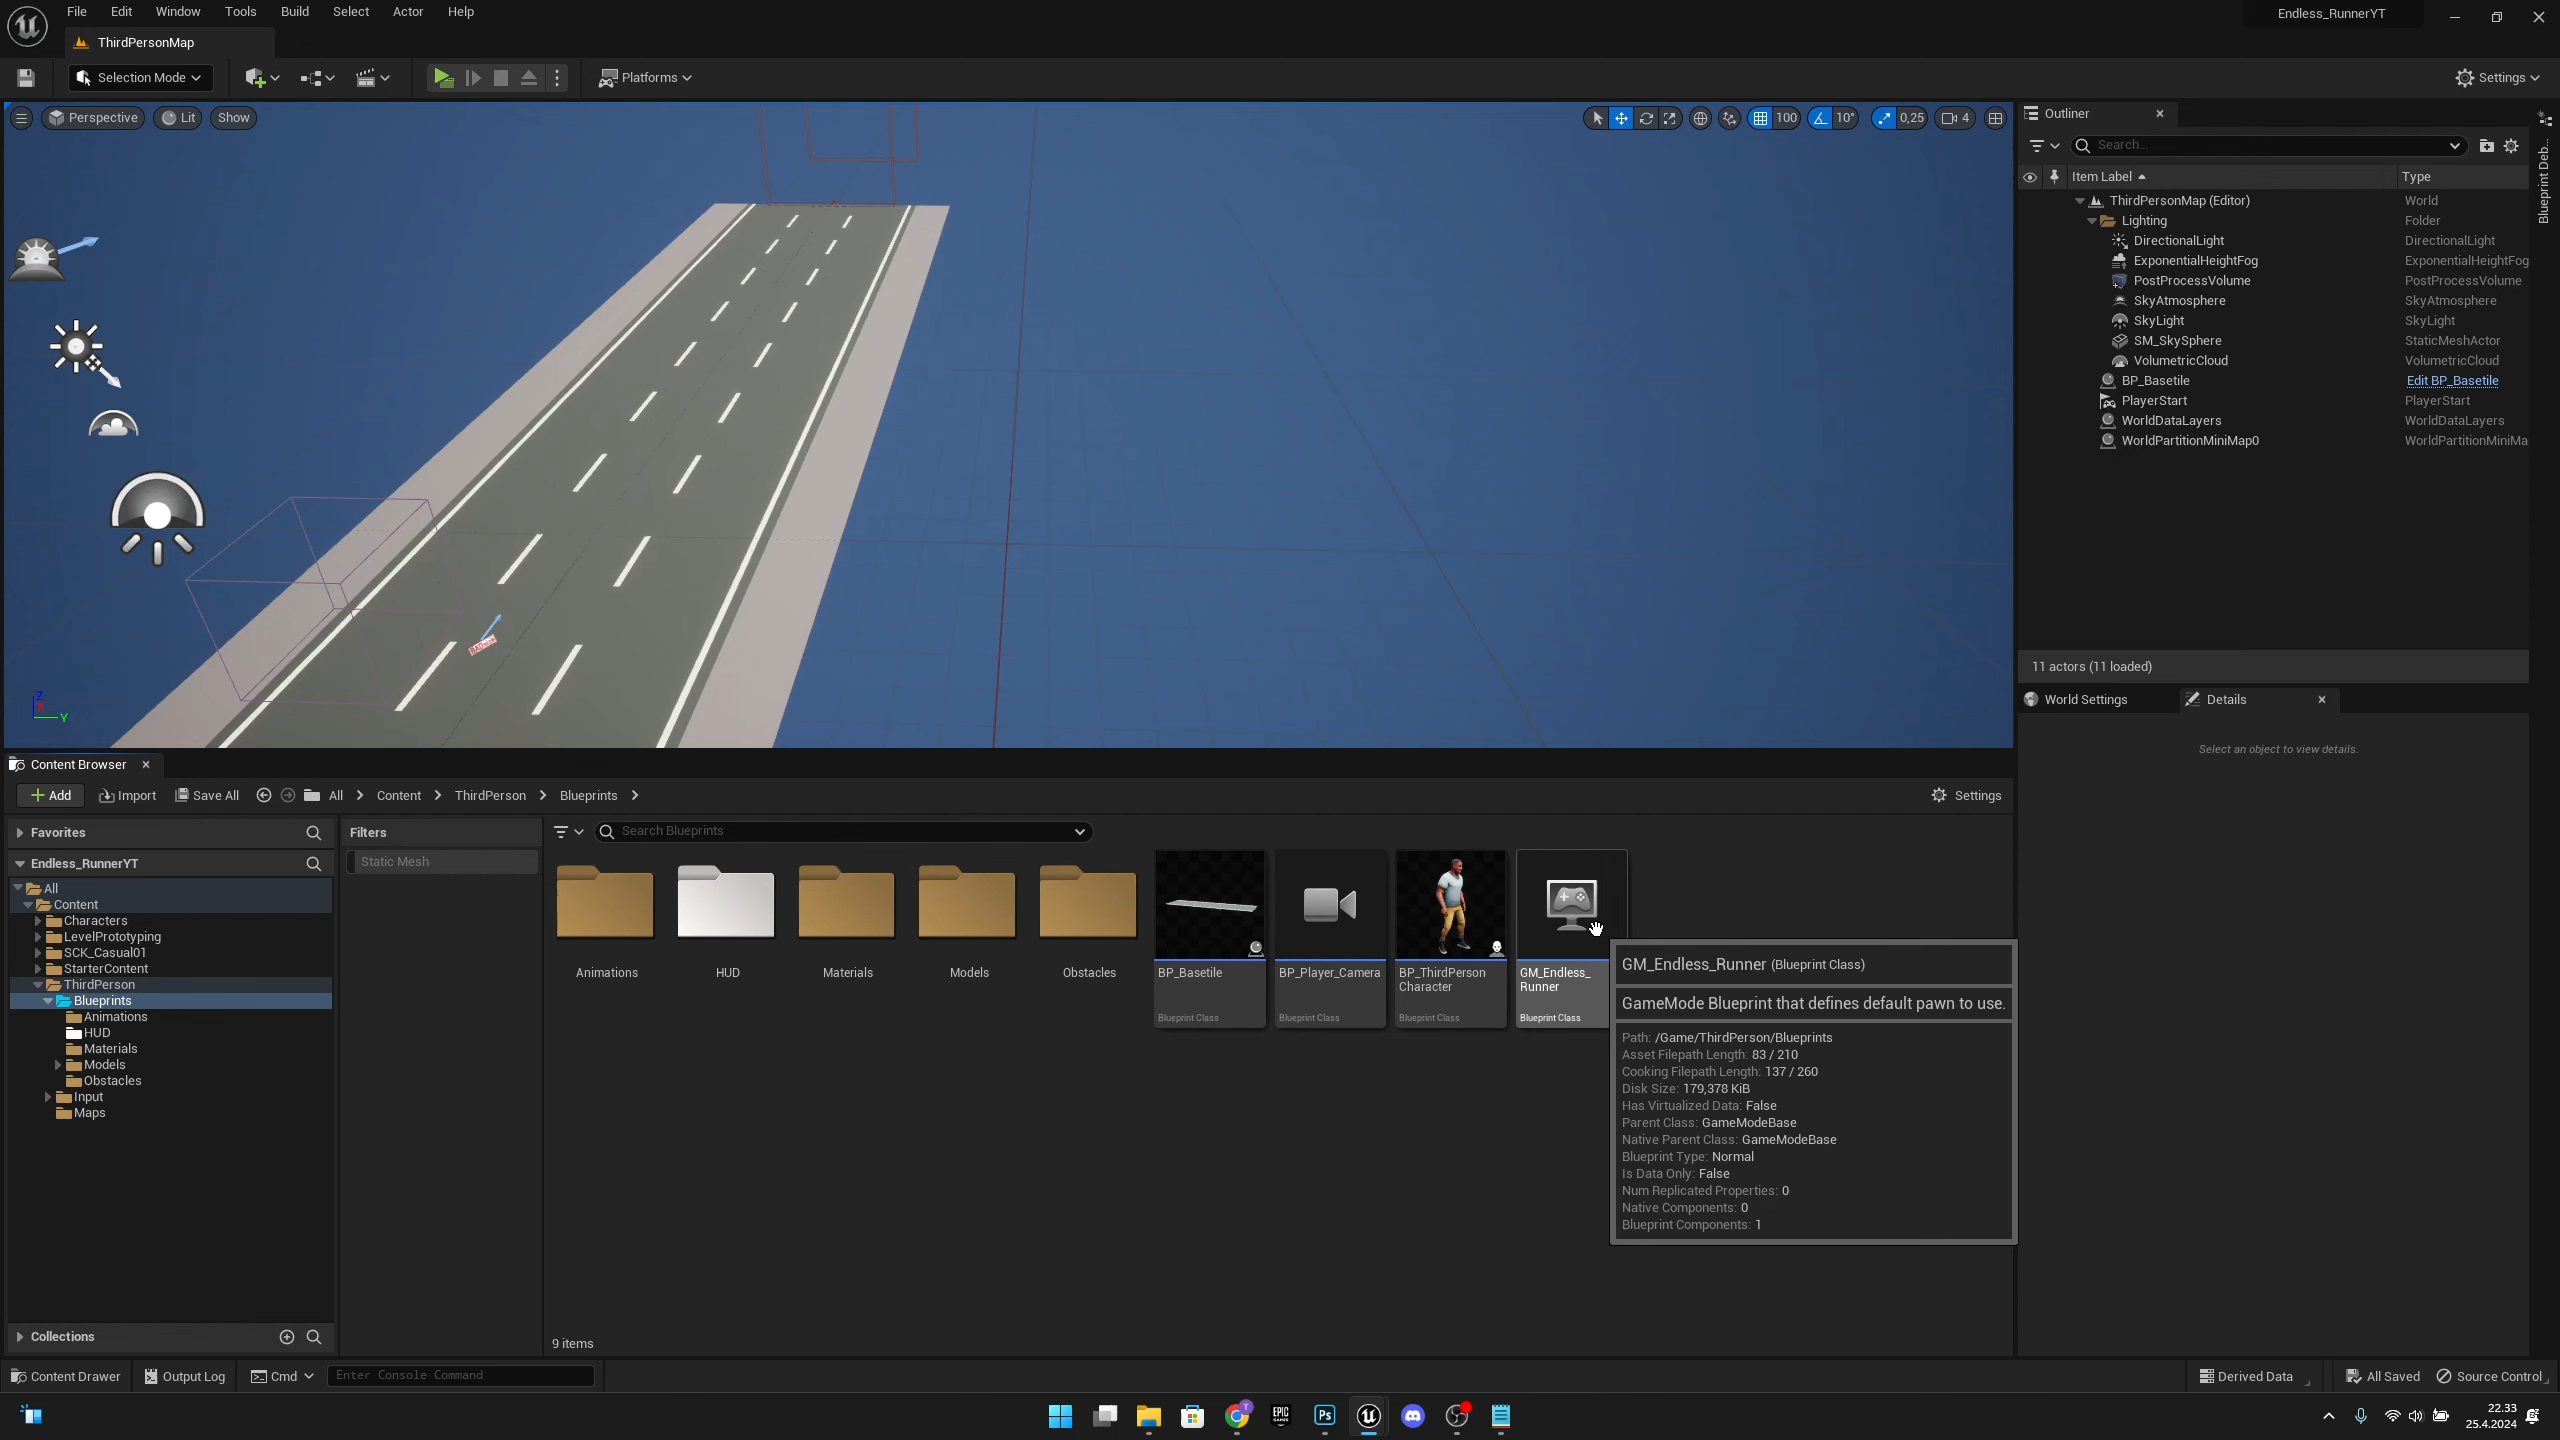 File Edit Window Tools Build Select Actor Help
Endless_RunnerYT
ThirdPersonMap
Selection Mode
Platforms
Settings
Perspective Lit Show
100 10° 0,25 4
Outliner
Search...
Item Label Type
ThirdPersonMap (Editor) World
Lighting Folder
DirectionalLight DirectionalLight
ExponentialHeightFog ExponentialHeightFog
PostProcessVolume PostProcessVolume
SkyAtmosphere SkyAtmosphere
SkyLight SkyLight
SM_SkySphere StaticMeshActor
VolumetricCloud VolumetricCloud
BP_Basetile Edit BP_Basetile
PlayerStart PlayerStart
WorldDataLayers WorldDataLayers
WorldPartitionMiniMap0 WorldPartitionMiniMa
Blueprint Deb...
11 actors (11 loaded)
World Settings Details
Select an object to view details.
Z
Y
Content Browser
Add Import Save All All Content ThirdPerson Blueprints Settings
Favorites
Filters
Search Blueprints
Static Mesh
Endless_RunnerYT
All
Content
Characters
LevelPrototyping
SCK_Casual01
StarterContent
ThirdPerson
Blueprints
Animations
HUD
Materials
Models
Obstacles
Input
Maps
Animations HUD Materials Models Obstacles
BP_Basetile
Blueprint Class
BP_Player_Camera
Blueprint Class
BP_ThirdPerson
Character
Blueprint Class
GM_Endless_
Runner
Blueprint Class
GM_Endless_Runner (Blueprint Class)
GameMode Blueprint that defines default pawn to use.
Path: /Game/ThirdPerson/Blueprints
Asset Filepath Length: 83 / 210
Cooking Filepath Length: 137 / 260
Disk Size: 179,378 KiB
Has Virtualized Data: False
Parent Class: GameModeBase
Native Parent Class: GameModeBase
Blueprint Type: Normal
Is Data Only: False
Num Replicated Properties: 0
Native Components: 0
Blueprint Components: 1
Collections
9 items
Content Drawer Output Log Cmd Enter Console Command
Derived Data All Saved Source Control
EPIC
GAMES
Ps
22.33
25.4.2024